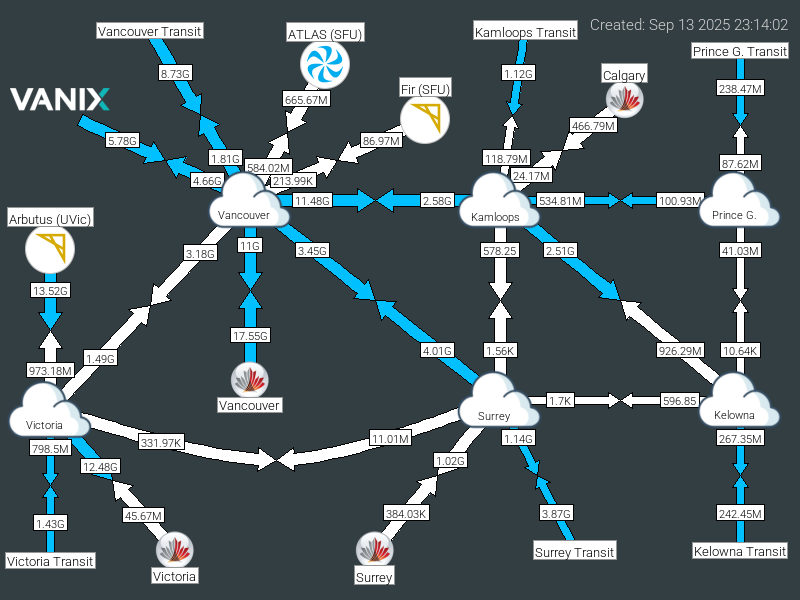 Created: Sep 13 2025 23:14:02
Vancouver Transit
ATLAS (SFU)
Kamloops Transit
Prince G. Transit
8.73G
665.67M
Fir (SFU)
1.12G
Calgary
238.47M
VANIX
5.78G
86.97M
466.79M
1.81G
584.02M
118.79M
87.62M
4.66G
213.99K
24.17M
11.48G
2.58G
534.81M
100.93M
Arbutus (UVic)
Vancouver
Kamloops
Prince G.
3.18G
11G
3.45G
578.25
2.51G
41.03M
13.52G
17.55G
973.18M
1.49G
4.01G
1.56K
926.29M
10.64K
Vancouver
1.7K
596.85
Victoria
Surrey
Kelowna
798.5M
331.97K
11.01M
1.14G
267.35M
12.48G
1.02G
1.43G
45.67M
384.03K
3.87G
242.45M
Victoria Transit
Victoria
Surrey
Surrey Transit
Kelowna Transit